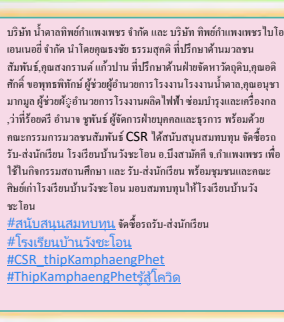 บริษัท น้ำตาลทิพย์กำแพงเพชร จำกัด และ บริษัท ทิพย์กำแพงเพชรไบโอ
เอนเนอยี่ จำกัด นำโดยคุณธงชัย ธรรมสุคติ ที่ปรึกษาด้านมวลชน
สัมพันธ์,คุณสงกรานต์ แก้วปาน ที่ปรึกษาด้านฝ่ายจัดหาวัตถุดิบ,คุณอดิ
ศักดิ์ จอพุทธพิทักษ์ ผู้ช่วยผู้อำนวยการโรงงานโรงงานน้ำตาล,คุณอนุชา
มากมูล ผู้ช่วยผู้อำนวยการโรงงานผลิตไฟฟ้า ซ่อมบำรุงและเครื่องกล
,ว่าที่ร้อยตรี อำนาจ ชูพันธ์ ผู้จัดการฝ่ายบุคคลและธุรการ พร้อมด้วย
คณะกรรมการมวลชนสัมพันธ์ CSR ได้สนับสนุนสมทบทุน จัดซื้อรถ
รับ-ส่งนักเรียน โรงเรียนบ้านวังชะโอน อ.บึงสามัคคี จ.กำแพงเพชร เพื่อ
ใช้ในกิจกรรมสถานศึกษา และ รับ-ส่งนักเรียน พร้อมชุมชนและคณะ
ศิษย์เก่าโรงเรียนบ้านวังชะโอน มอบสมทบทุนให้โรงเรียนบ้านวัง
ชะโอน
#สนับสนุนสมทบทุน จัดซื้อรถรับ-ส่งนักเรียน
#โรงเรียนบ้านวังชะโอน
#CSR_thipKamphaengPhet
#ThipKamphaengPhetรู้สู้โควิด